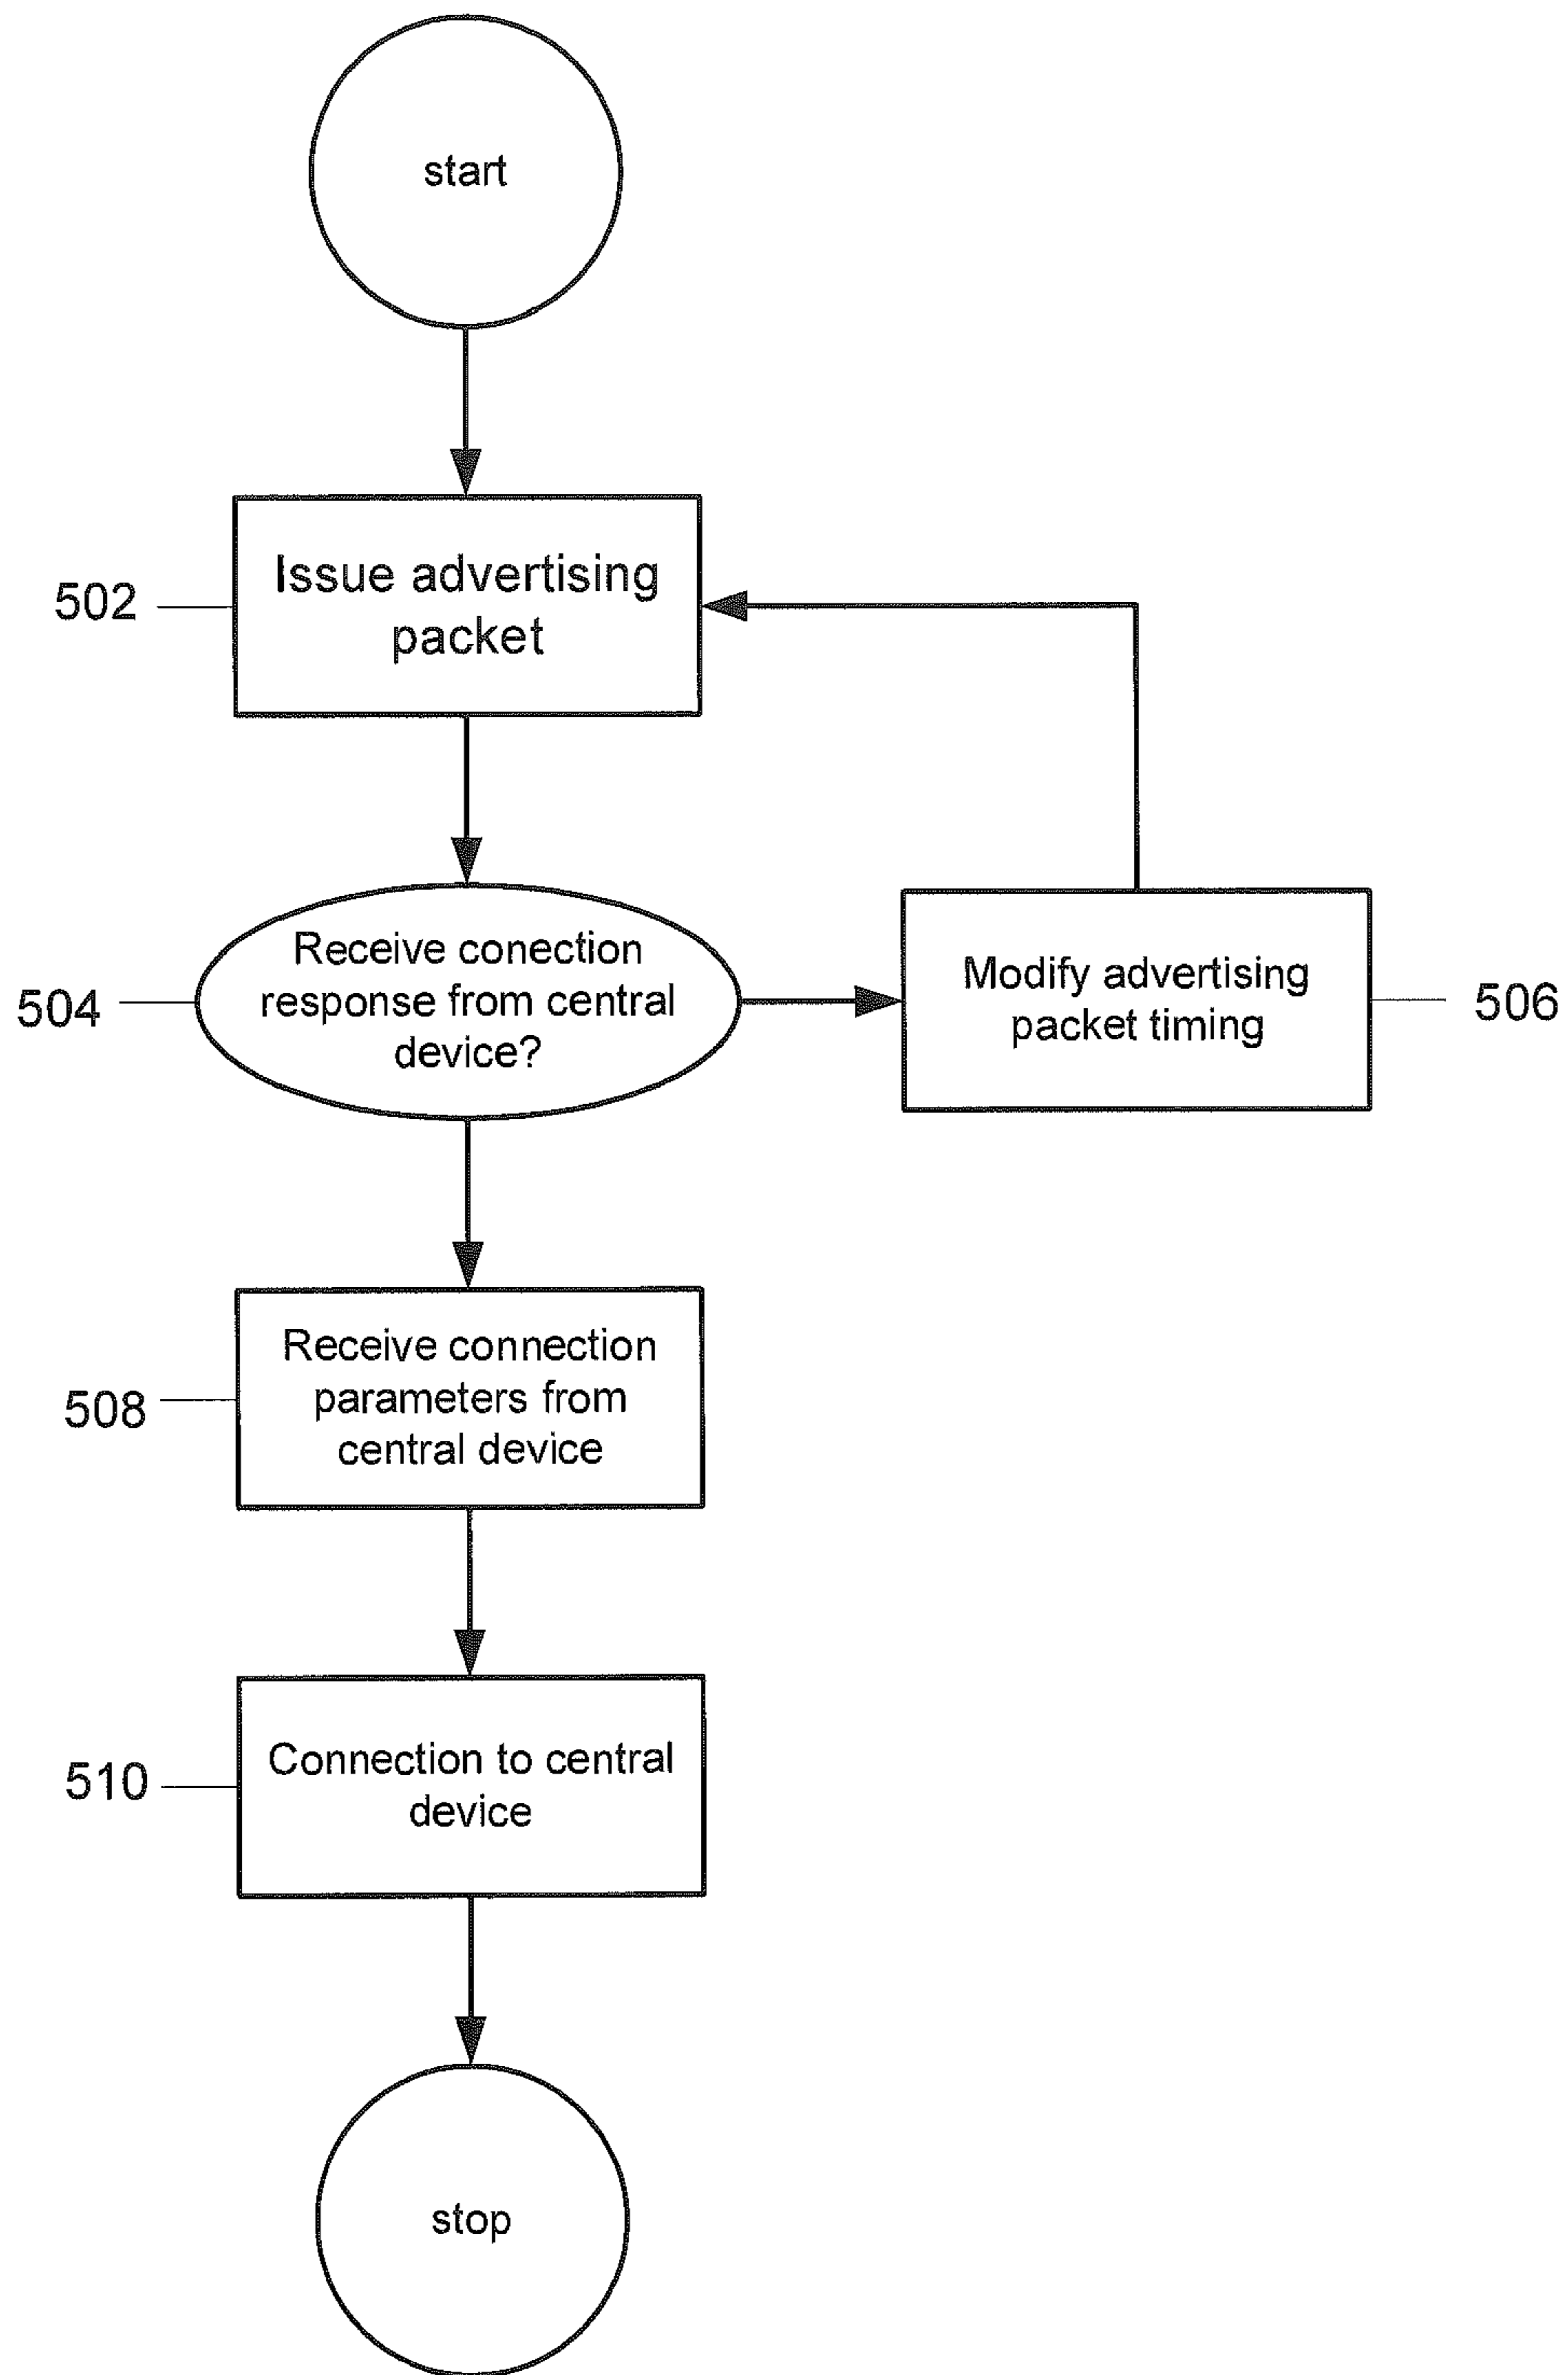 start
502
Issue advertising
packet
504
Receive conection
response from central
device?
Modify advertising
packet timing
506
508
Receive connection
parameters from
central device
510
Connection to central
device
stop